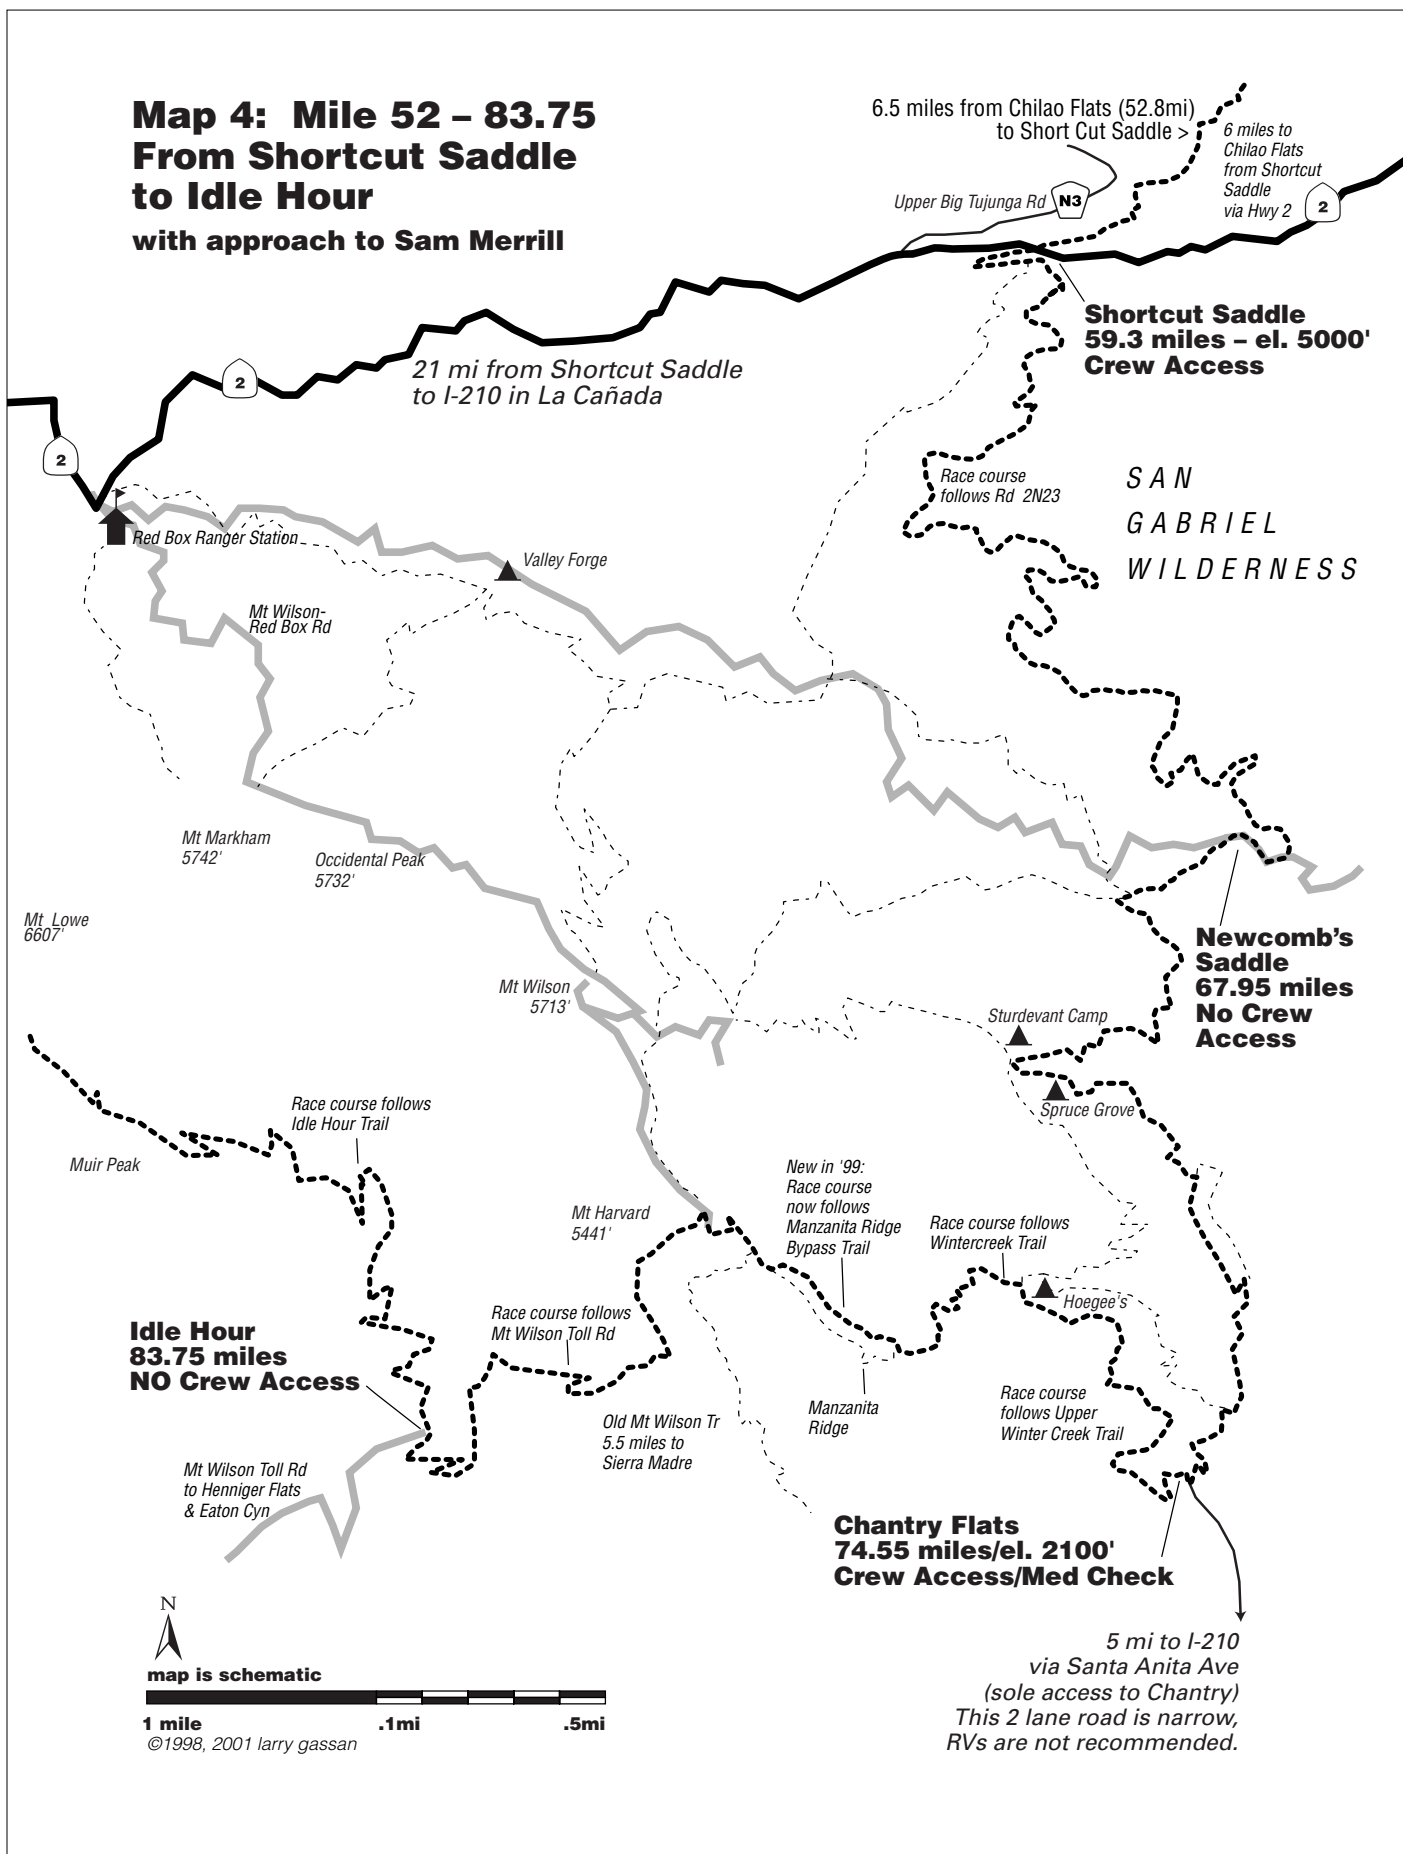 Map 4:  Mile 52 – 83.75
From Shortcut Saddle
to Idle Hour
with approach to Sam Merrill
6.5 miles from Chilao Flats (52.8mi)
to Short Cut Saddle >
6 miles to
Chilao Flats
from Shortcut
Saddle
via Hwy 2
2
Upper Big Tujunga Rd
N3
Shortcut Saddle
59.3 miles – el. 5000'
Crew Access
21 mi from Shortcut Saddle
to I-210 in La Cañada
2
2
Race course
follows Rd  2N23
SAN
GABRIEL
WILDERNESS
Red Box Ranger Station
Valley Forge
Mt Wilson-
Red Box Rd
Mt Markham
5742'
Occidental Peak
5732'
Mt  Lowe
6607'
Newcomb's
Saddle
67.95 miles
No Crew
Access
Mt Wilson
5713'
Sturdevant Camp
Spruce Grove
Race course follows
Idle Hour Trail
Muir Peak
New in '99:
Race course
now follows
Manzanita Ridge
Bypass Trail
Mt Harvard
5441'
Race course follows
Wintercreek Trail
Hoegee's
Race course follows
Mt Wilson Toll Rd
Idle Hour
83.75 miles
NO Crew Access
Manzanita
Ridge
Race course
follows Upper
Winter Creek Trail
Old Mt Wilson Tr
5.5 miles to
Sierra Madre
Mt Wilson Toll Rd
to Henniger Flats
& Eaton Cyn
Chantry Flats
74.55 miles/el. 2100'
Crew Access/Med Check
N
5 mi to I-210
via Santa Anita Ave
(sole access to Chantry)
This 2 lane road is narrow,
RVs are not recommended.
map is schematic
1 mile
.1mi
.5mi
©1998, 2001 larry gassan